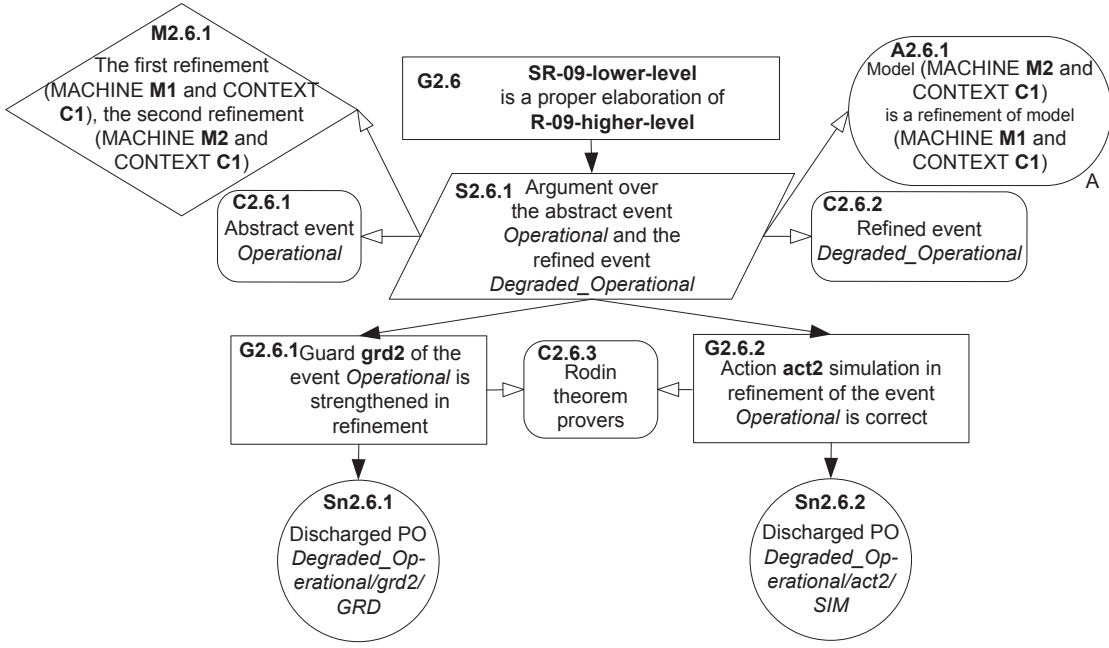 M2.6.1
The first refinement
(MACHINE M1 and CONTEXT
C1), the second refinement
(MACHINE M2 and
CONTEXT C1)
G2.6
SR-09-lower-level
is a proper elaboration of
R-09-higher-level
A2.6.1
Model (MACHINE M2 and
CONTEXT C1)
is a refinement of model
(MACHINE M1 and
CONTEXT C1)
A
C2.6.1
Abstract event
Operational
S2.6.1
Argument over
the abstract event
Operational and the
refined event
Degraded_Operational
C2.6.2
Refined event
Degraded_Operational
G2.6.1
Guard grd2 of the
event Operational is
strengthened in
refinement
C2.6.3
Rodin
theorem
provers
G2.6.2
Action act2 simulation in
refinement of the event
Operational is correct
Sn2.6.1
Discharged PO
Degraded_Op-
erational/grd2/
GRD
Sn2.6.2
Discharged PO
Degraded_Op-
erational/act2/
SIM